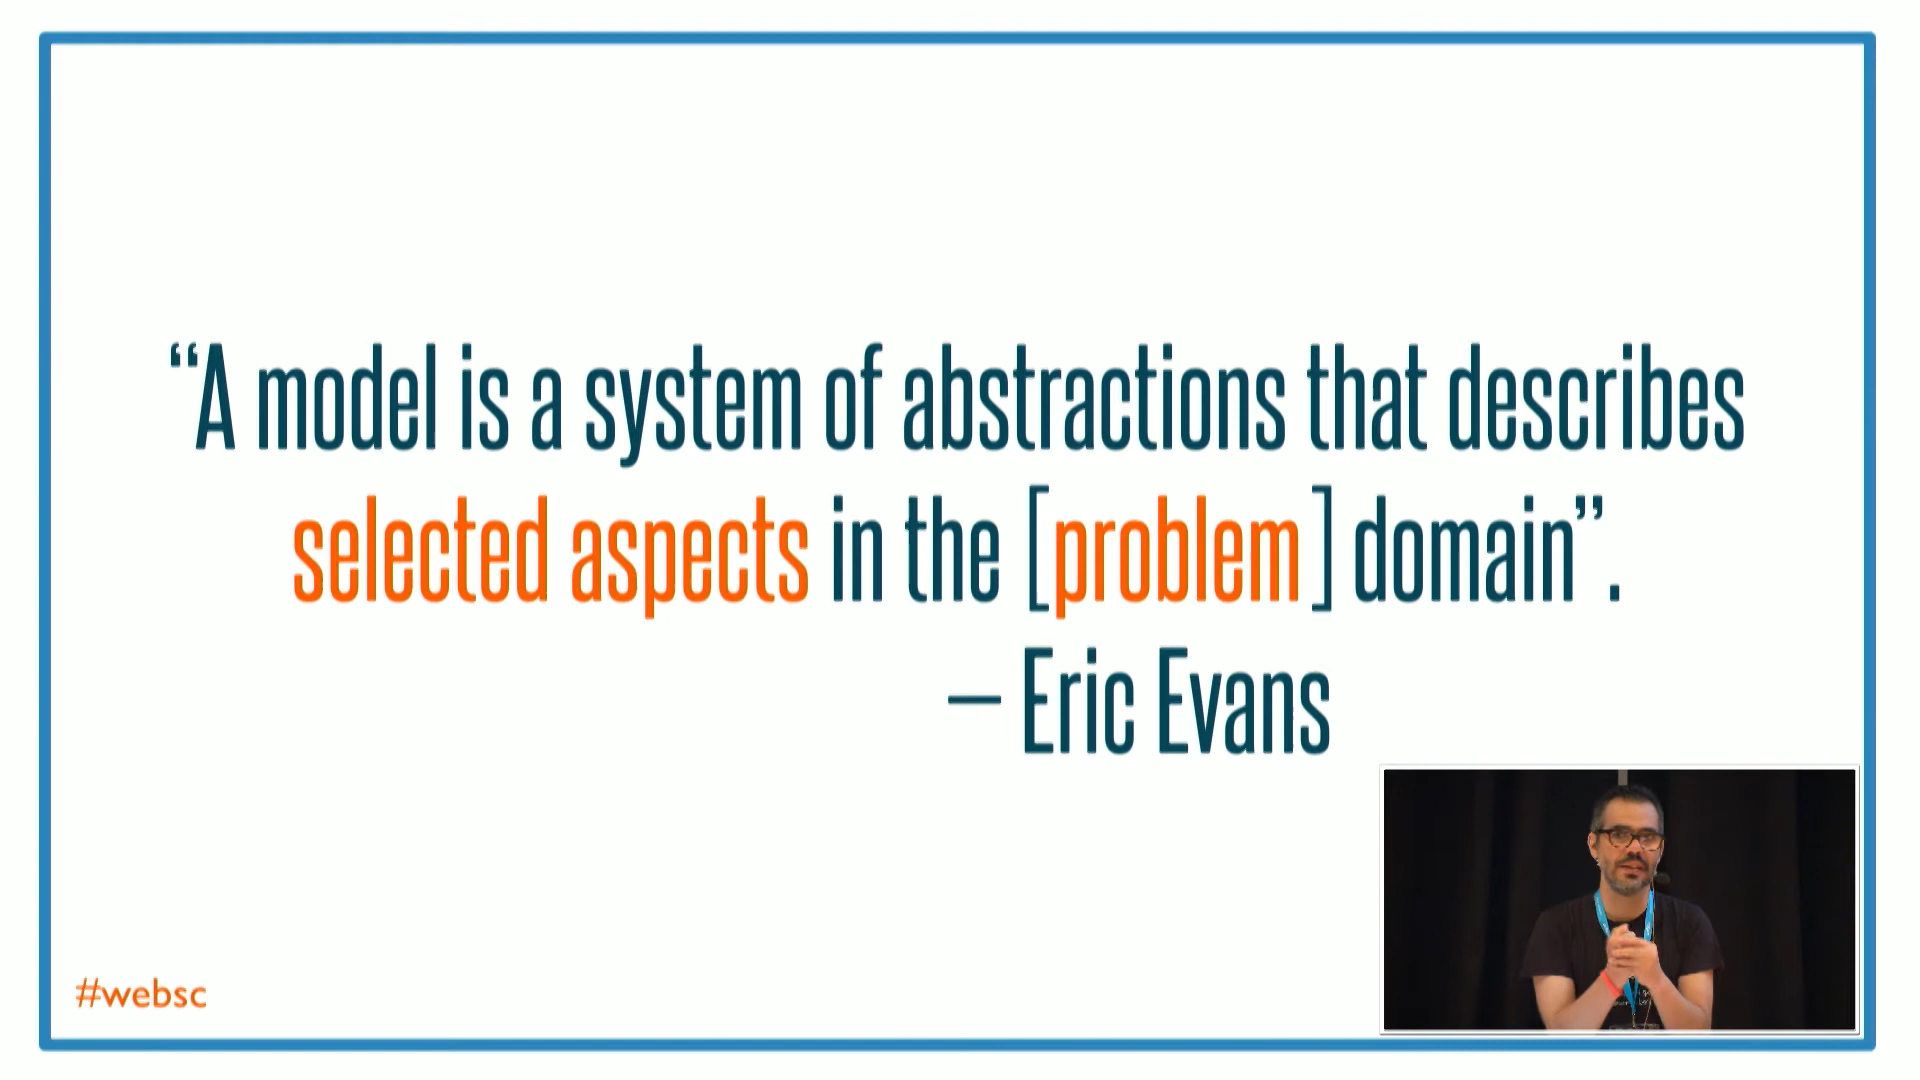 “A model is a system of abstractions that describes
selected aspects in the [problem] domain”.
– Eric Evans
#websc